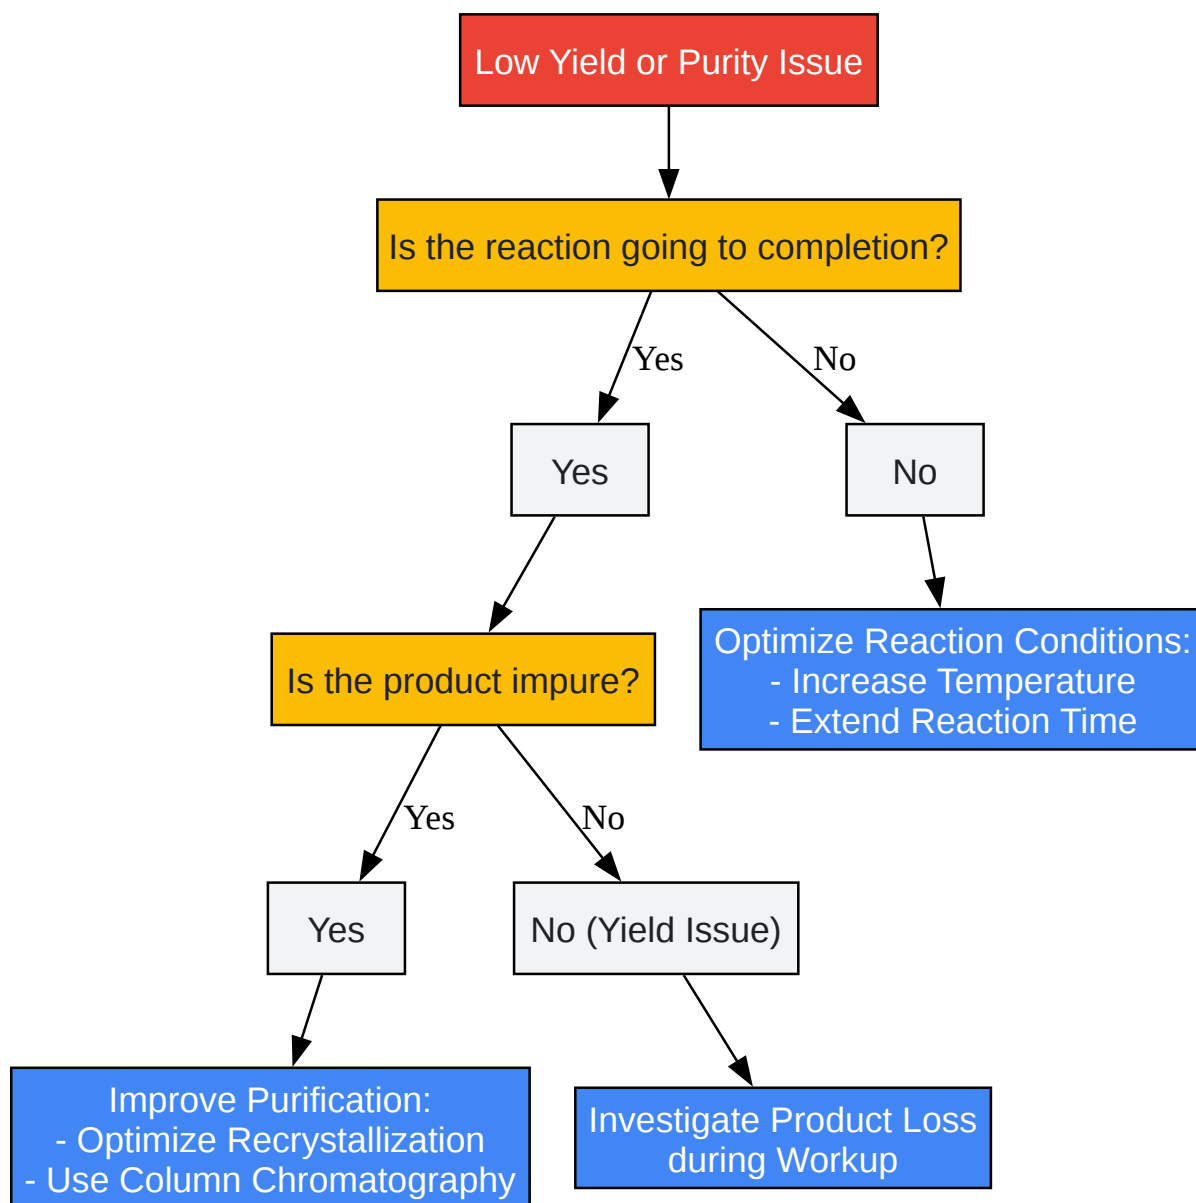 Low Yield or Purity Issue
Is the reaction going to completion?
Yes
No
Yes
No
Optimize Reaction Conditions:
- Increase Temperature
- Extend Reaction Time
Is the product impure?
Yes
No
Yes
No (Yield Issue)
Improve Purification:
- Optimize Recrystallization
- Use Column Chromatography
Investigate Product Loss
during Workup